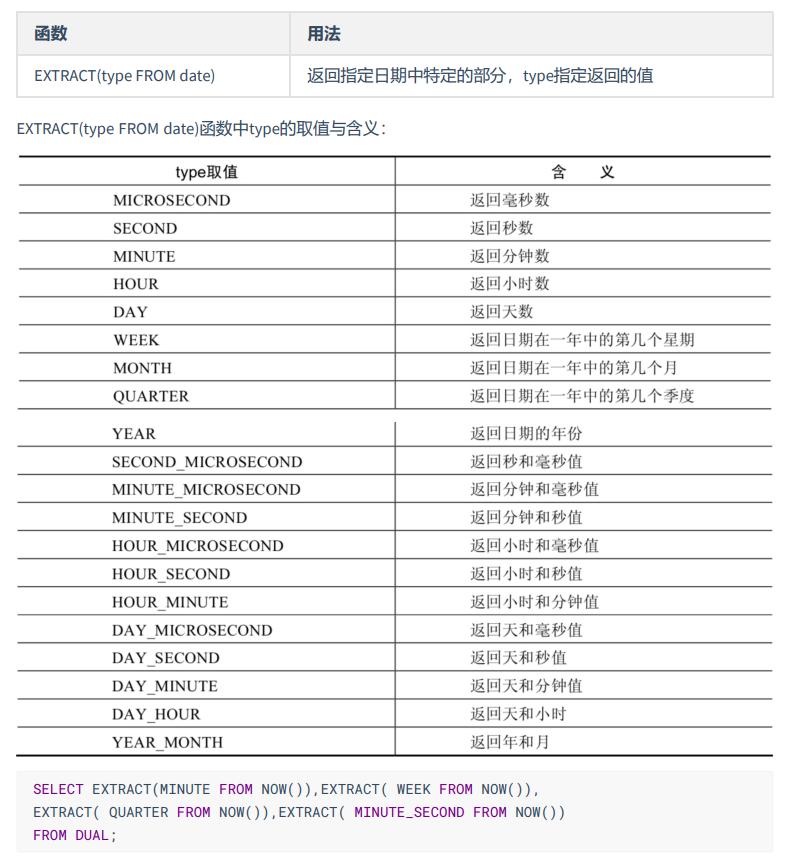 函数 用法
EXTRACT(type FROM date) 返回指定日期中特定的部分，type指定返回的值
EXTRACT(type FROM date)函数中type的取值与含义：
type取值 含 义
MICROSECOND 返回毫秒数
SECOND 返回秒数
MINUTE 返回分钟数
HOUR 返回小时数
DAY 返回天数
WEEK 返回日期在一年中的第几个星期
MONTH 返回日期在一年中的第几个月
QUARTER 返回日期在一年中的第几个季度
YEAR 返回日期的年份
SECOND_MICROSECOND 返回秒和毫秒值
MINUTE_MICROSECOND 返回分钟和毫秒值
MINUTE_SECOND 返回分钟和秒值
HOUR_MICROSECOND 返回小时和毫秒值
HOUR_SECOND 返回小时和秒值
HOUR_MINUTE 返回小时和分钟值
DAY_MICROSECOND 返回天和毫秒值
DAY_SECOND 返回天和秒值
DAY_MINUTE 返回天和分钟值
DAY_HOUR 返回天和小时
YEAR_MONTH 返回年和月
SELECT EXTRACT(MINUTE FROM NOW()),EXTRACT( WEEK FROM NOW()),
EXTRACT( QUARTER FROM NOW()),EXTRACT( MINUTE_SECOND FROM NOW())
FROM DUAL;